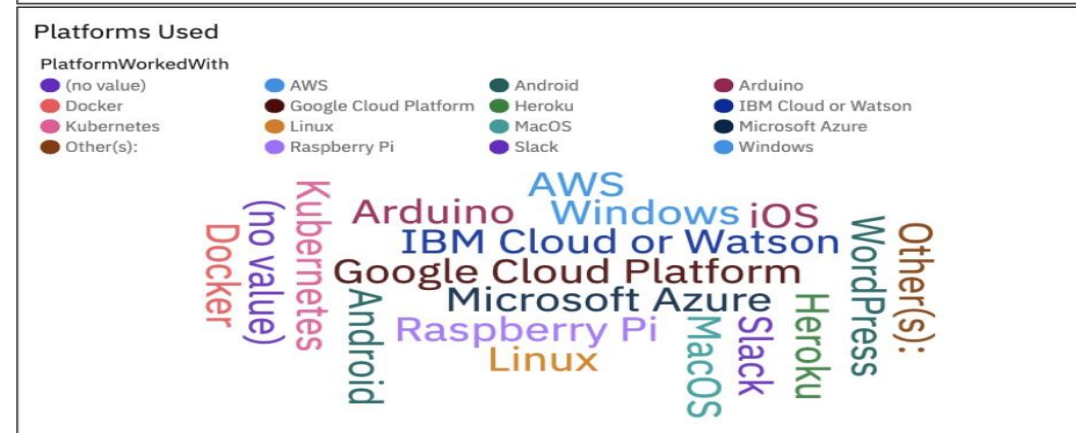 Platforms Used
PlatformWorkedWith
(no value) AWS Android Arduino
Docker Google Cloud Platform Heroku IBM Cloud or Watson
Kubernetes Linux MacOS Microsoft Azure
Other(s): Raspberry Pi Slack Windows
AWS
Arduino Windows iOS
IBM Cloud or Watson
Google Cloud Platform
Microsoft Azure
Raspberry Pi
Linux
Docker
(no value)
Kubernetes
Android
MacOS
Slack
Heroku
WordPress
Other(s):